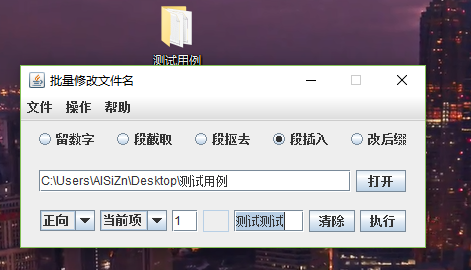 测试用例
批量修改文件名
文件 操作 帮助
留数字 段截取 段抠去 段插入 改后缀
C:\Users\AlSiZn\Desktop\测试用例 打开
正向 当前项 1 测试测试 清除 执行